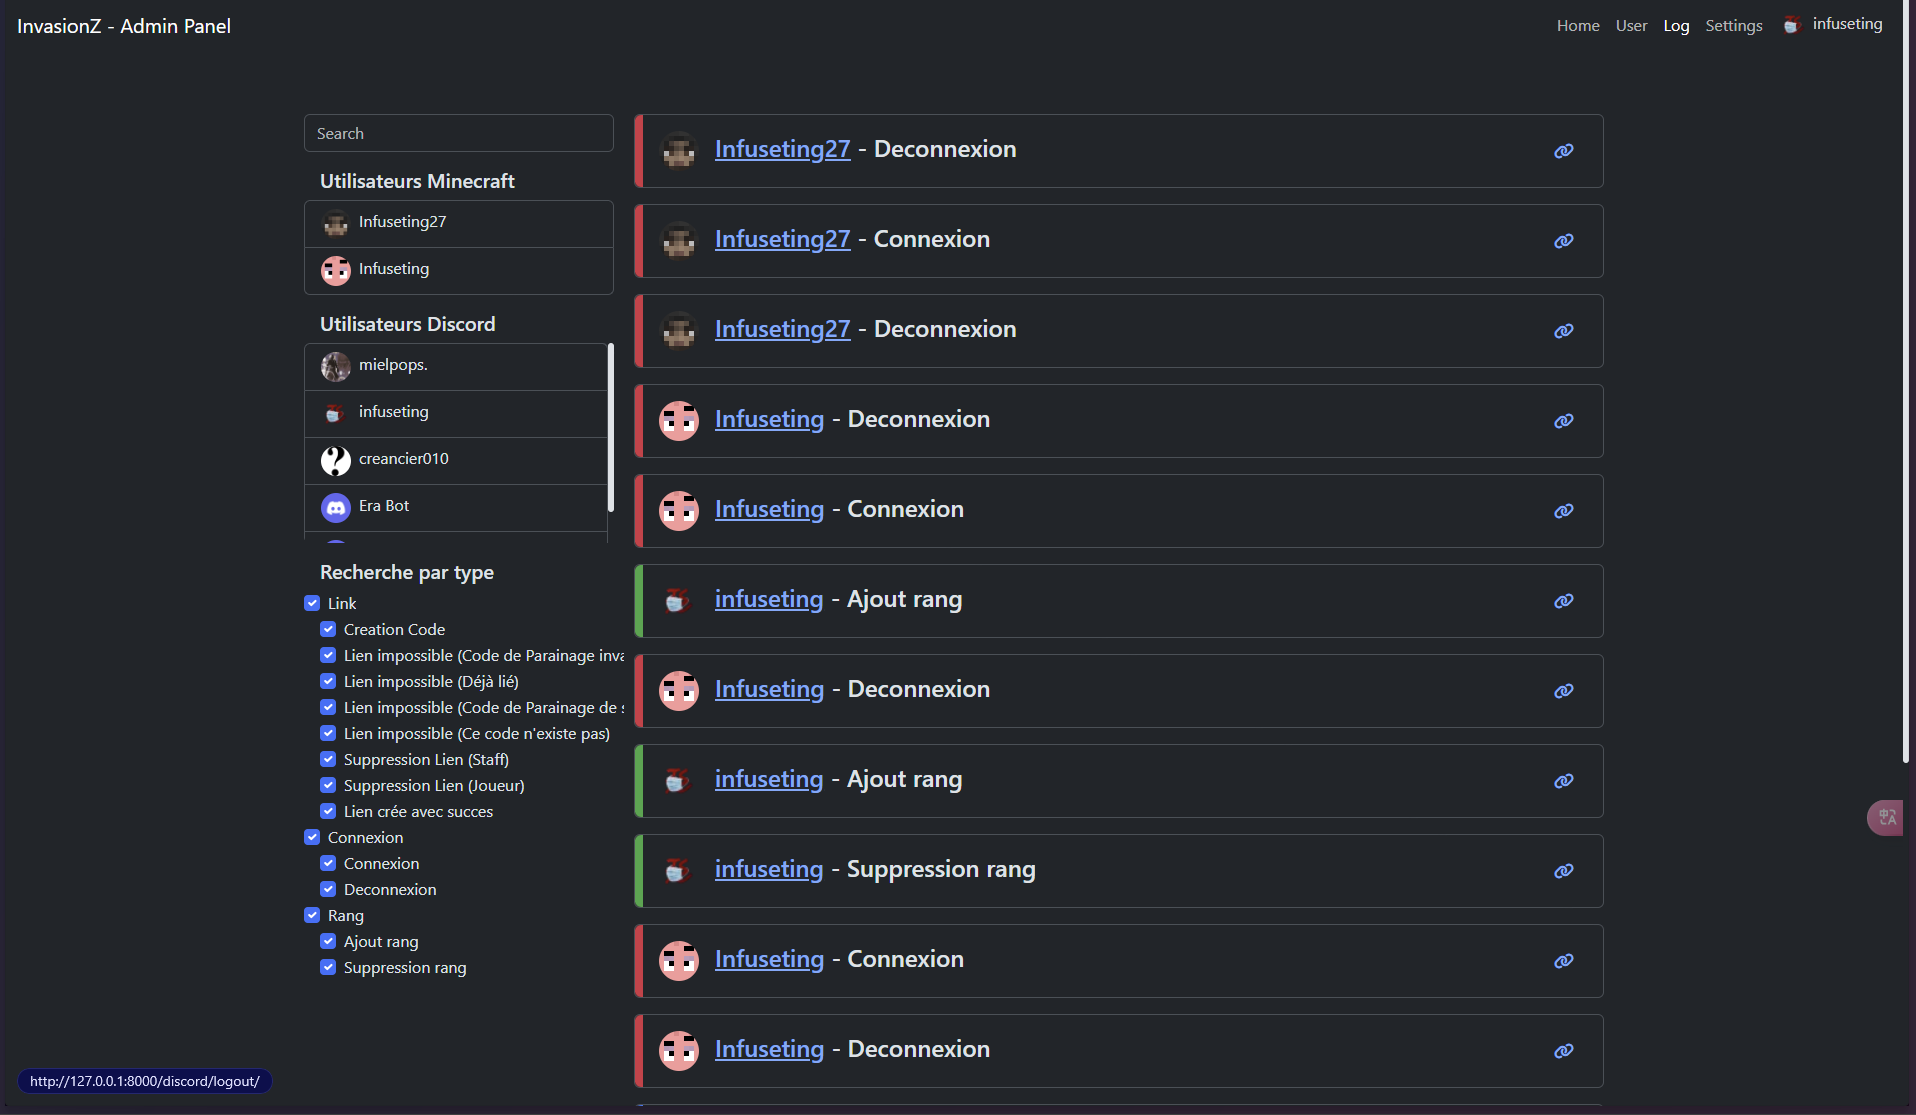 InvasionZ - Admin Panel
Home User Log Settings infuseting
Search
Utilisateurs Minecraft
Infuseting27
Infuseting
Utilisateurs Discord
mielpops.
infuseting
creancier010
Era Bot
Recherche par type
Link
Creation Code
Lien impossible (Code de Parainage inva
Lien impossible (Déjà lié)
Lien impossible (Code de Parainage de s
Lien impossible (Ce code n'existe pas)
Suppression Lien (Staff)
Suppression Lien (Joueur)
Lien crée avec succes
Connexion
Connexion
Deconnexion
Rang
Ajout rang
Suppression rang
Infuseting27 - Deconnexion
Infuseting27 - Connexion
Infuseting27 - Deconnexion
Infuseting - Deconnexion
Infuseting - Connexion
infuseting - Ajout rang
Infuseting - Deconnexion
infuseting - Ajout rang
infuseting - Suppression rang
Infuseting - Connexion
Infuseting - Deconnexion
中A
http://127.0.0.1:8000/discord/logout/